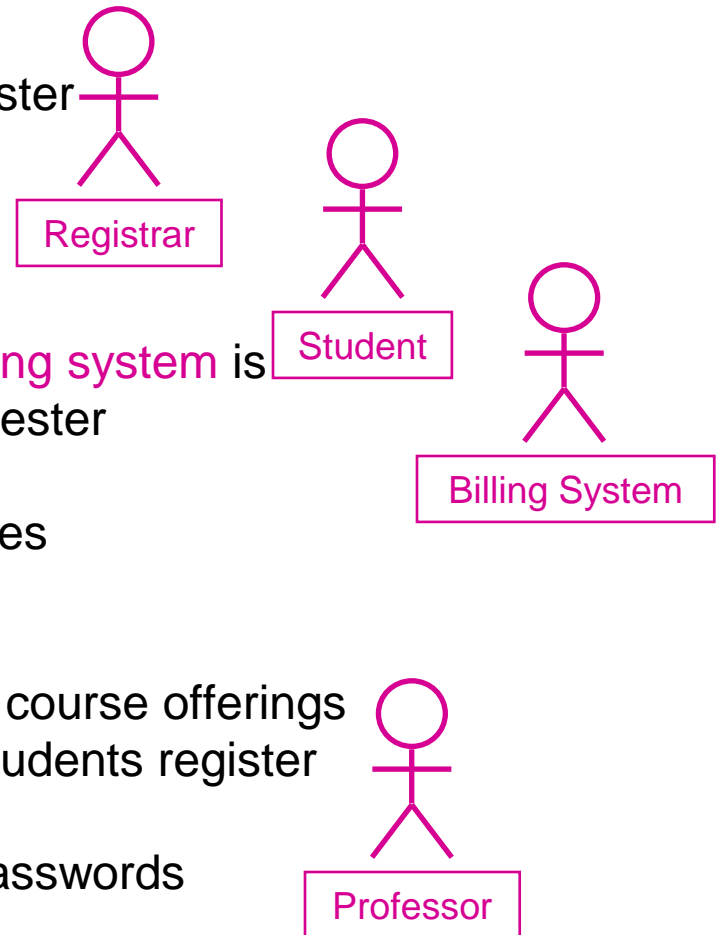 ster
Registrar
Student
ng system is
ester
Billing System
es
course offerings
udents register
asswords
Professor